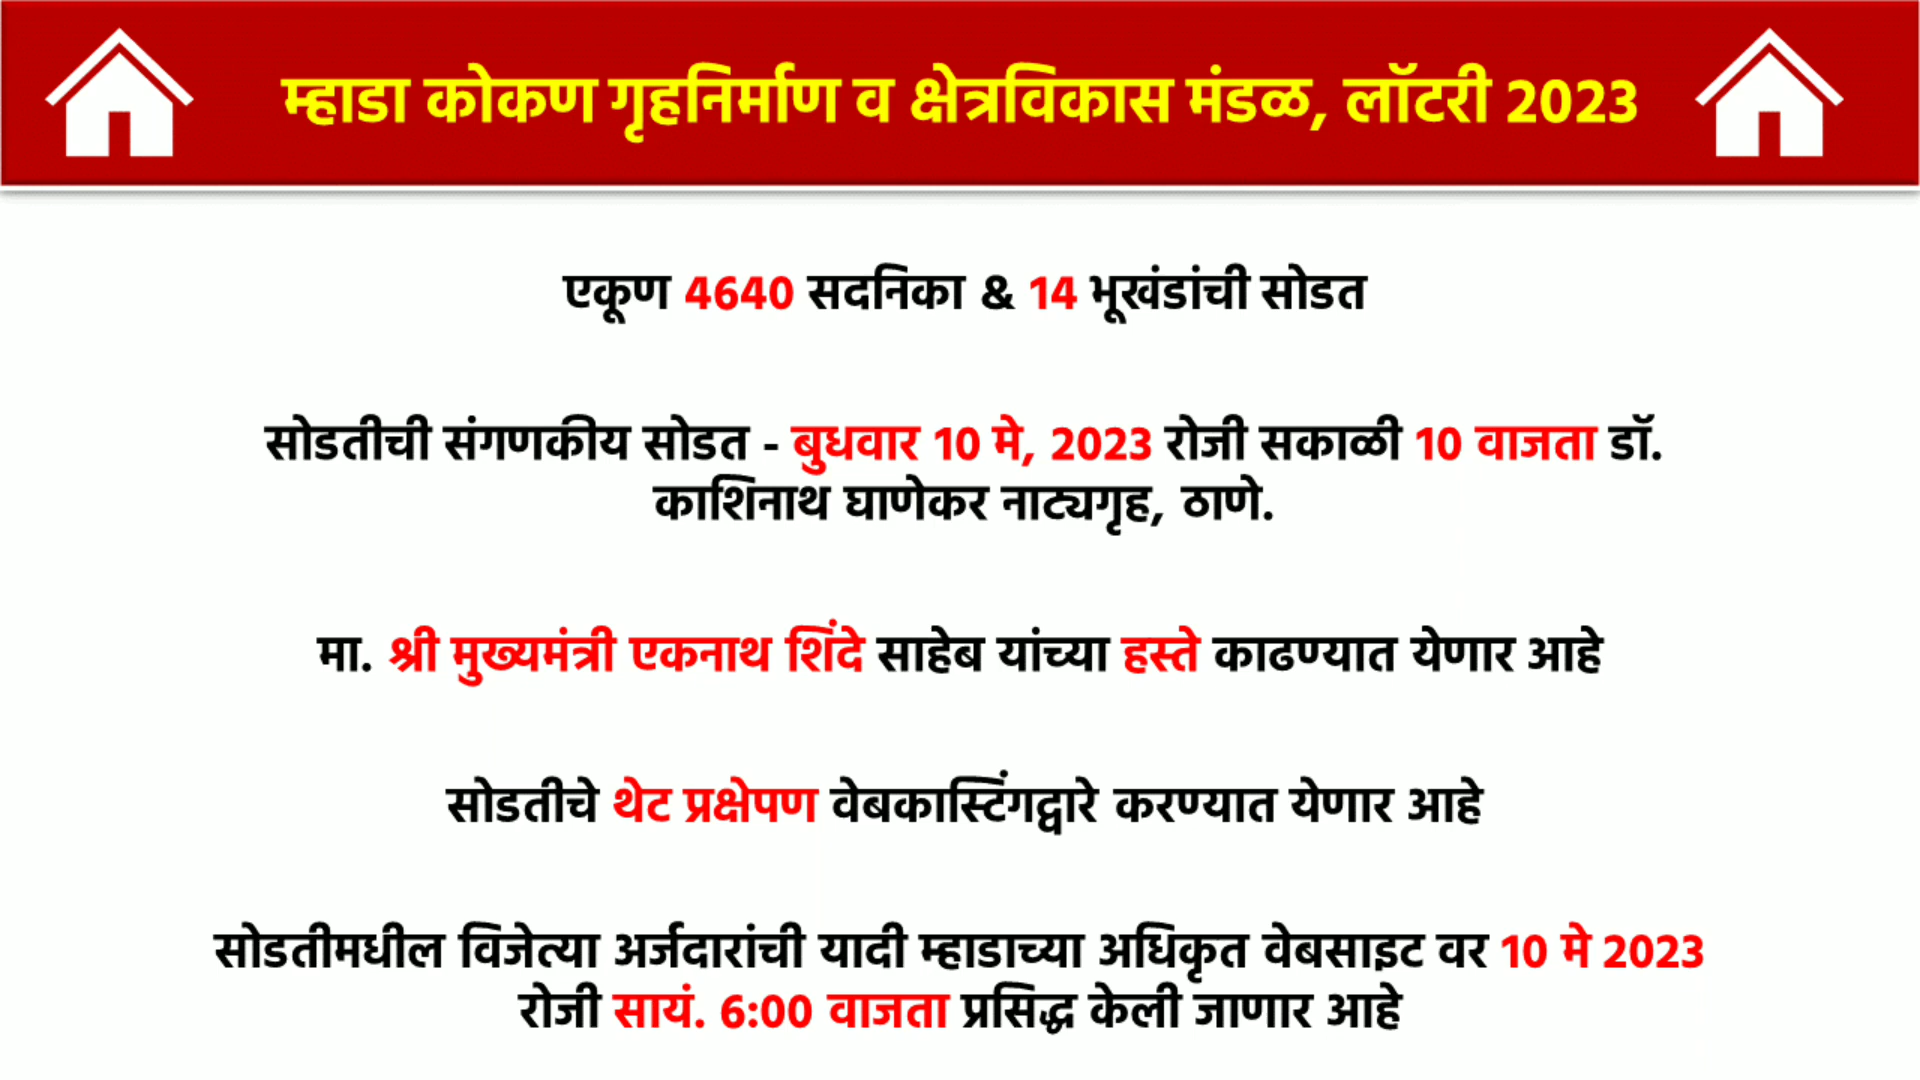 म्हाडा कोकण गृहनिर्माण व क्षेत्रविकास मंडळ, लॉटरी 2023
एकूण 4640 सदनिका & 14 भूखंडांची सोडत
सोडतीची संगणकीय सोडत - बुधवार 10 मे, 2023 रोजी सकाळी 10 वाजता डॉ.
काशिनाथ घाणेकर नाट्यगृह, ठाणे.
मा. श्री मुख्यमंत्री एकनाथ शिंदे साहेब यांच्या हस्ते काढण्यात येणार आहे
सोडतीचे थेट प्रक्षेपण वेबकास्टिंगद्वारे करण्यात येणार आहे
सोडतीमधील विजेत्या अर्जदारांची यादी म्हाडाच्या अधिकृत वेबसाइट वर 10 मे 2023
रोजी सायं. 6:00 वाजता प्रसिद्ध केली जाणार आहे